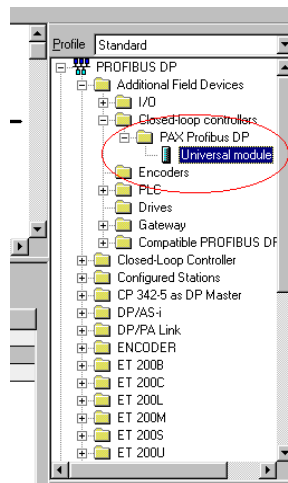 Profile Standard
PROFIBUS DP
Additional Field Devices
I/O
Closed-loop controllers
PAX Profibus DP
Universal module
Encoders
PLC
Drives
Gateway
Compatible PROFIBUS DF
Closed-Loop Controller
Configured Stations
CP 342-5 as DP Master
DP/AS-i
DP/PA Link
ENCODER
ET 200B
ET 200C
ET 200L
ET 200M
ET 200S
ET 200U